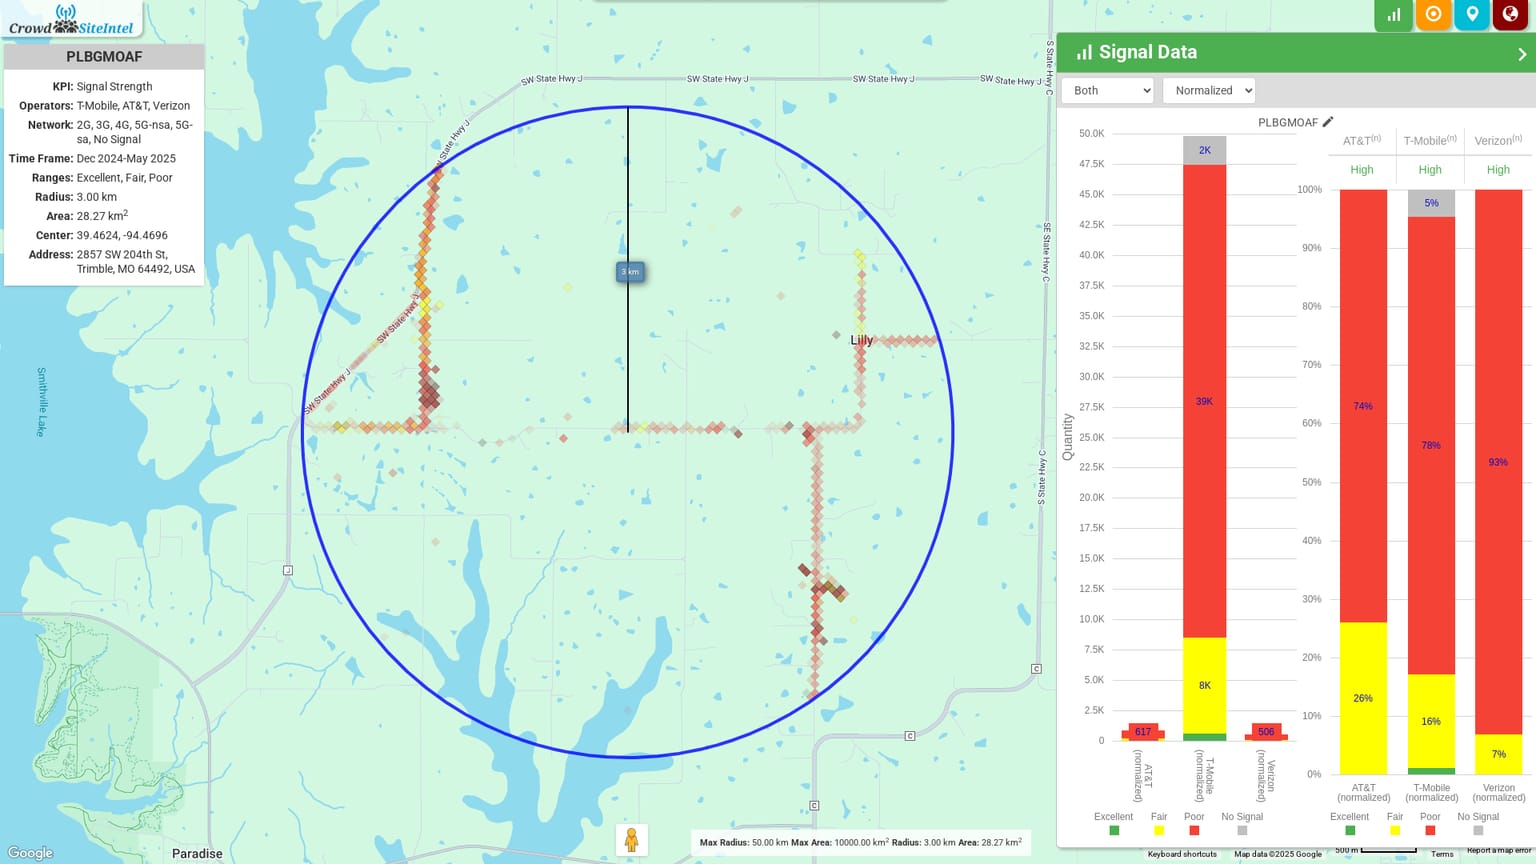 Crowd SiteIntel
PLBGMOAF
KPI: Signal Strength
Operators: T-Mobile, AT&T, Verizon
Network: 2G, 3G, 4G, 5G-nsa, 5G-
sa, No Signal
Time Frame: Dec 2024-May 2025
Ranges: Excellent, Fair, Poor
Radius: 3.00 km
Area: 28.27 km2
Center: 39.4624, -94.4696
Address: 2857 SW 204th St,
Trimble, MO 64492, USA
SW State Hwy J
SW State Hwy J
SW State Hwy J
SW State Hwy J
SW State Hwy J
SW State Hwy J
SW State Hwy J
S State Hwy C
SE State Hwy C
S State Hwy C
3 km
Lilly
Smithville Lake
J
C
C
C
Paradise
Google
Max Radius: 50.00 km Max Area: 10000.00 km2 Radius: 3.00 km Area: 28.27 km2
Signal Data
Both
Normalized
PLBGMOAF
Quantity
50.0K
47.5K
45.0K
42.5K
40.0K
37.5K
35.0K
32.5K
30.0K
27.5K
25.0K
22.5K
20.0K
17.5K
15.0K
12.5K
10.0K
7.5K
5.0K
2.5K
0
2K
39K
8K
617
506
AT&T (normalized)
T-Mobile (normalized)
Verizon (normalized)
Excellent Fair Poor No Signal
AT&T(n) T-Mobile(n) Verizon(n)
High High High
100%
90%
80%
70%
60%
50%
40%
30%
20%
10%
0%
74%
26%
5%
78%
16%
93%
7%
AT&T (normalized)
T-Mobile (normalized)
Verizon (normalized)
Excellent Fair Poor No Signal
Keyboard shortcuts
Map data ©2025 Google
500 m
Terms
Report a map error